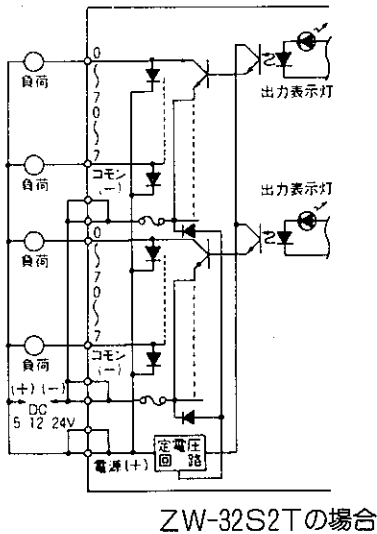 負荷
0
7
0
7
負荷
コモン
(-)
出力表示灯
負荷
0
7
0
7
負荷
コモン
(-)
出力表示灯
(+) (-)
DC
5 12 24V
電源(+)
定電圧
回路
ZW-32S2Tの場合